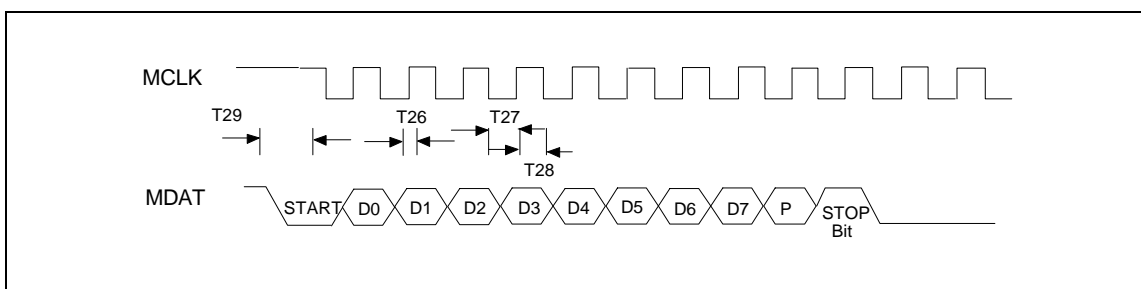 MCLK
T29
T26
T27
T28
MDAT
START D0 D1 D2 D3 D4 D5 D6 D7 P STOP
Bit